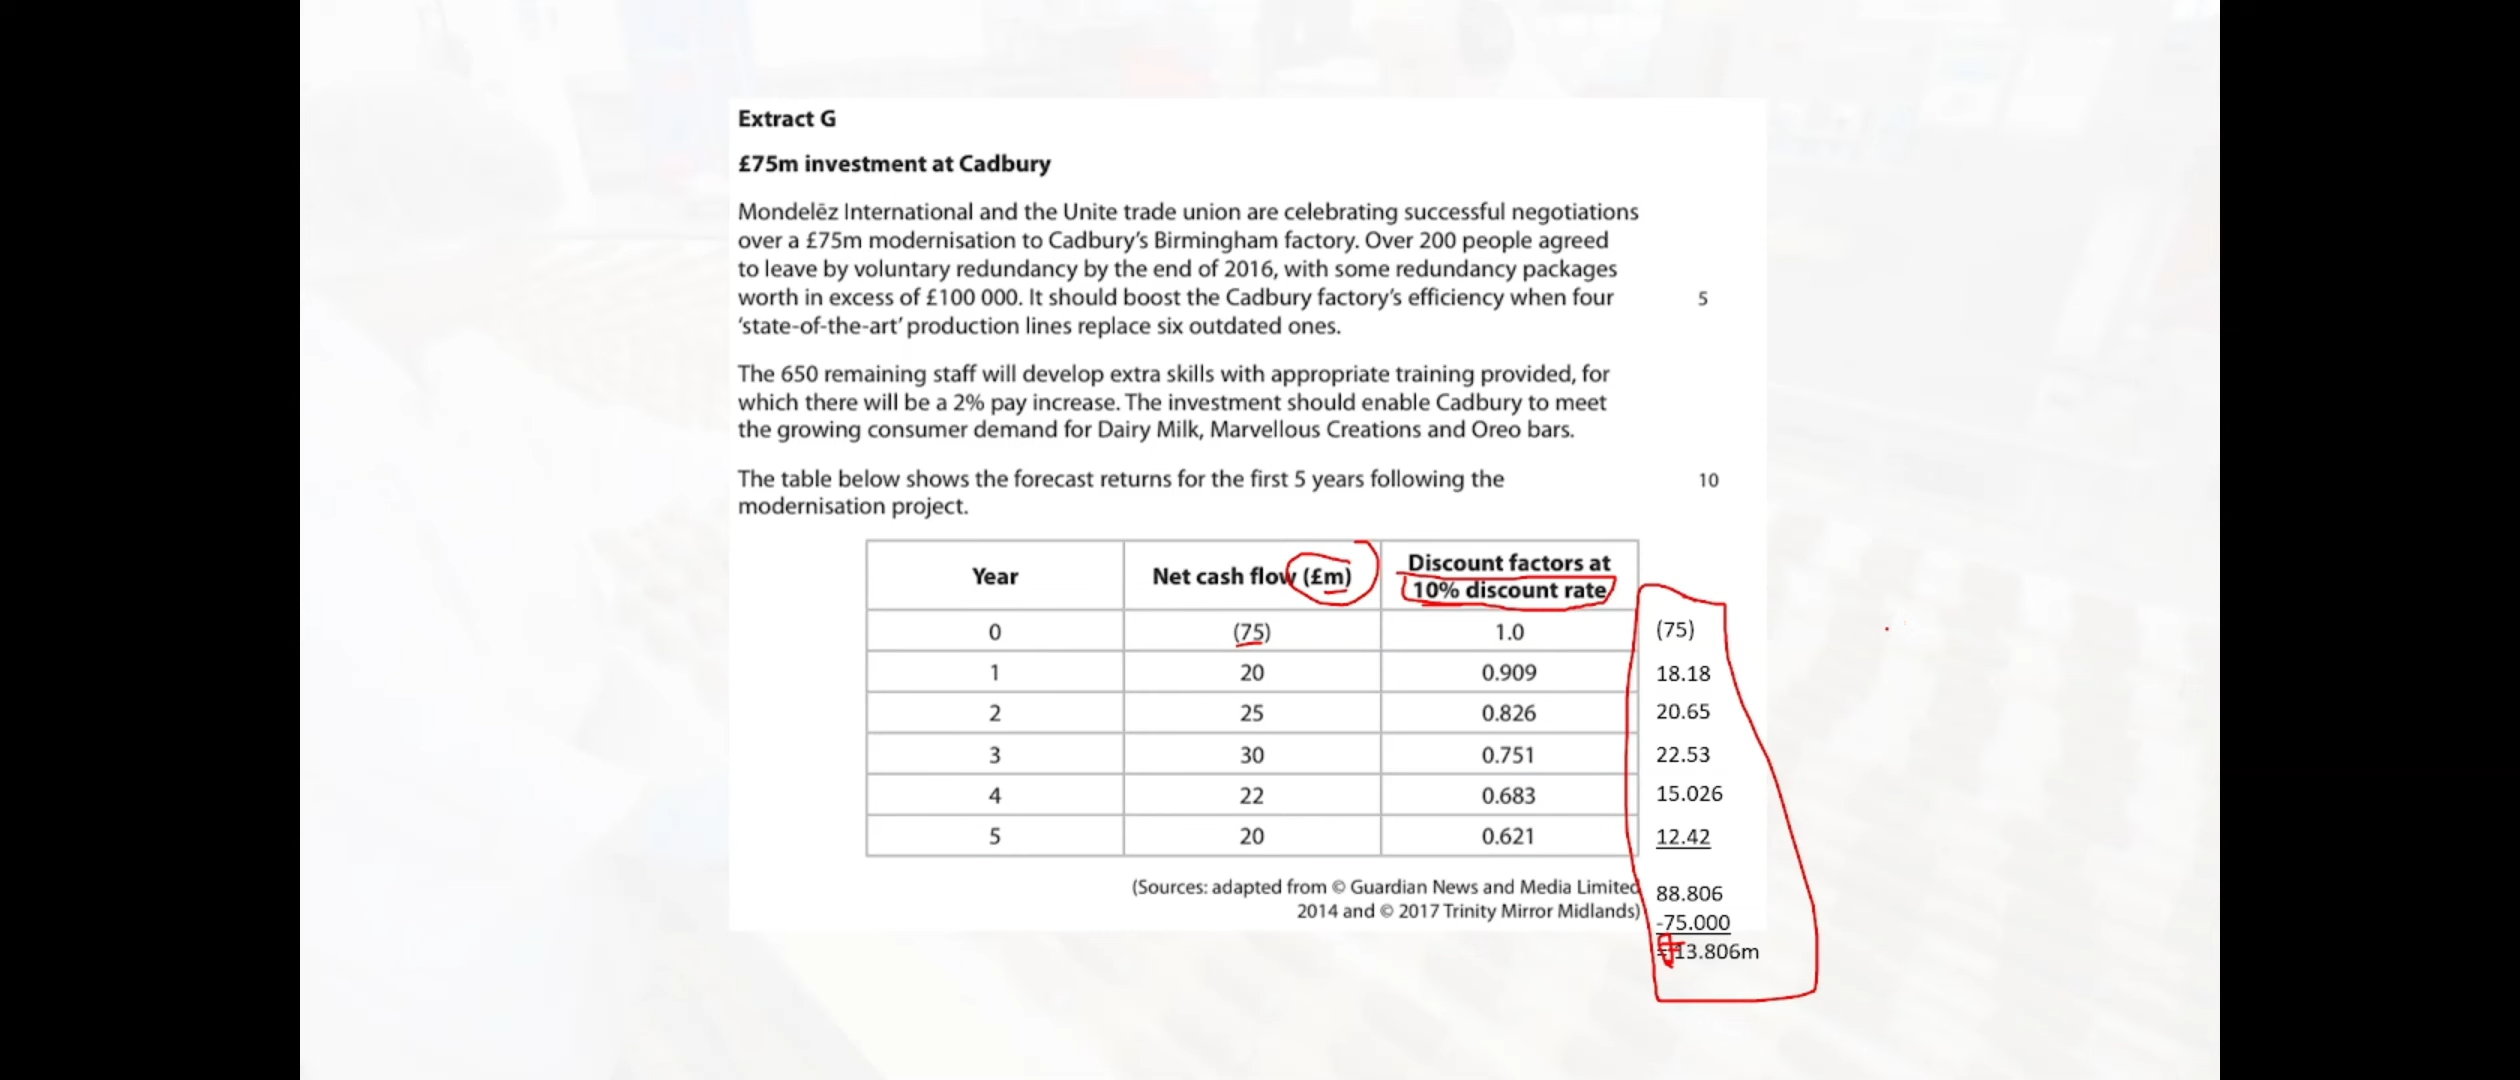 Extract G
£75m investment at Cadbury
Mondelēz International and the Unite trade union are celebrating successful negotiations
over a £75m modernisation to Cadbury's Birmingham factory. Over 200 people agreed
to leave by voluntary redundancy by the end of 2016, with some redundancy packages
worth in excess of £100 000. It should boost the Cadbury factory's efficiency when four 5
'state-of-the-art' production lines replace six outdated ones.
The 650 remaining staff will develop extra skills with appropriate training provided, for
which there will be a 2% pay increase. The investment should enable Cadbury to meet
the growing consumer demand for Dairy Milk, Marvellous Creations and Oreo bars.
The table below shows the forecast returns for the first 5 years following the 10
modernisation project.
Year Net cash flow (£m) Discount factors at
10% discount rate
0 (75) 1.0 (75)
1 20 0.909 18.18
2 25 0.826 20.65
3 30 0.751 22.53
4 22 0.683 15.026
5 20 0.621 12.42
(Sources: adapted from © Guardian News and Media Limited
2014 and © 2017 Trinity Mirror Midlands)
88.806
-75.000
13.806m